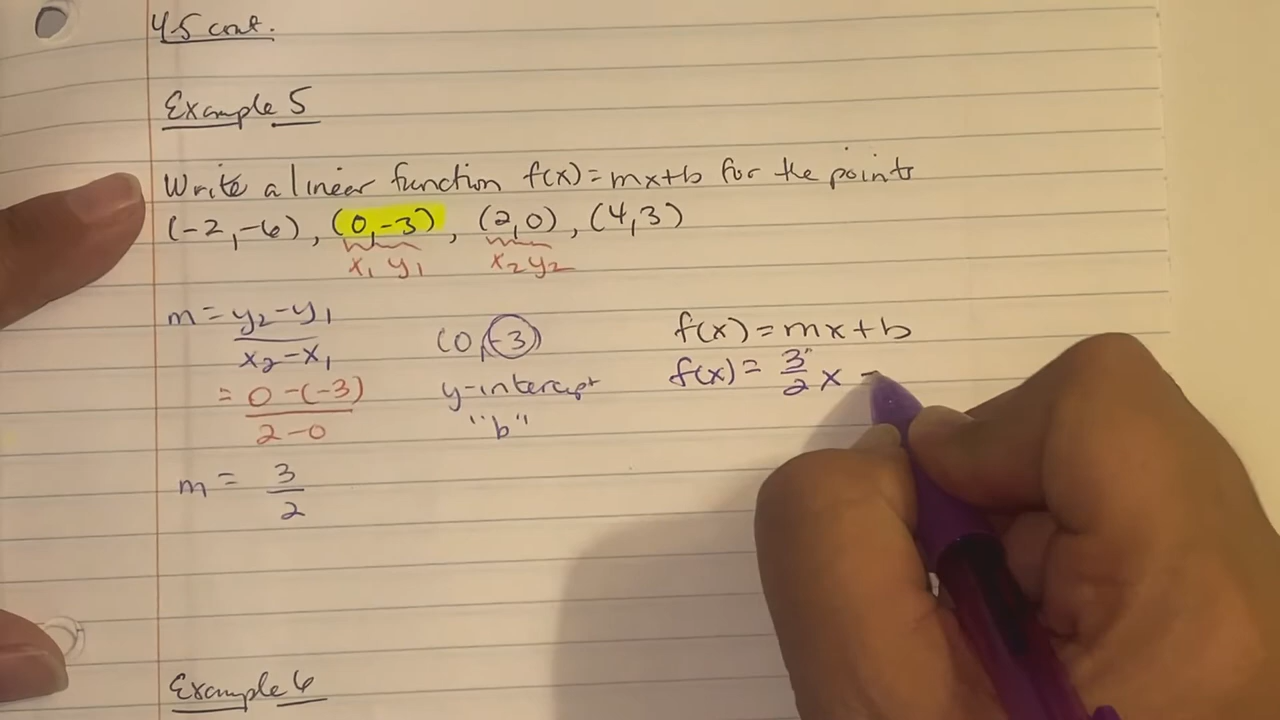 4.5 cont.
Example 5
Write a linear function f(x)=mx+b for the points
(-2,-6), (0,-3), (2,0), (4,3)
x₁ y₁ x₂ y₂
m = y₂-y₁
x₂-x₁
= 0-(-3)
2-0
m = 3
2
(0,-3)
y-intercept
"b"
f(x)=mx+b
f(x)= 3/2 x -
Example 6